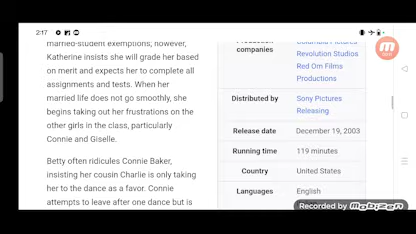 2:17
married-student exemptions; however,
Katherine insists she will grade her based
on merit and expects her to complete all
assignments and tests. When her
married life does not go smoothly, she
begins taking out her frustrations on the
other girls in the class, particularly
Connie and Giselle.
Betty often ridicules Connie Baker,
insisting her cousin Charlie is only taking
her to the dance as a favor. Connie
attempts to leave after one dance but is
companies
Columbia Pictures
Revolution Studios
Red Om Films
Productions
Distributed by
Sony Pictures
Releasing
Release date
December 19, 2003
Running time
119 minutes
Country
United States
Languages
English
Recorded by mobizen